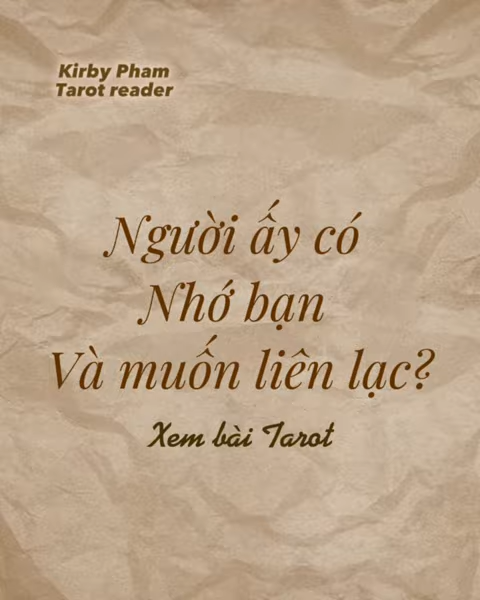 Kirby Pham
Tarot reader
Người ấy có
Nhớ bạn
Và muốn liên lạc?
Xem bài Tarot